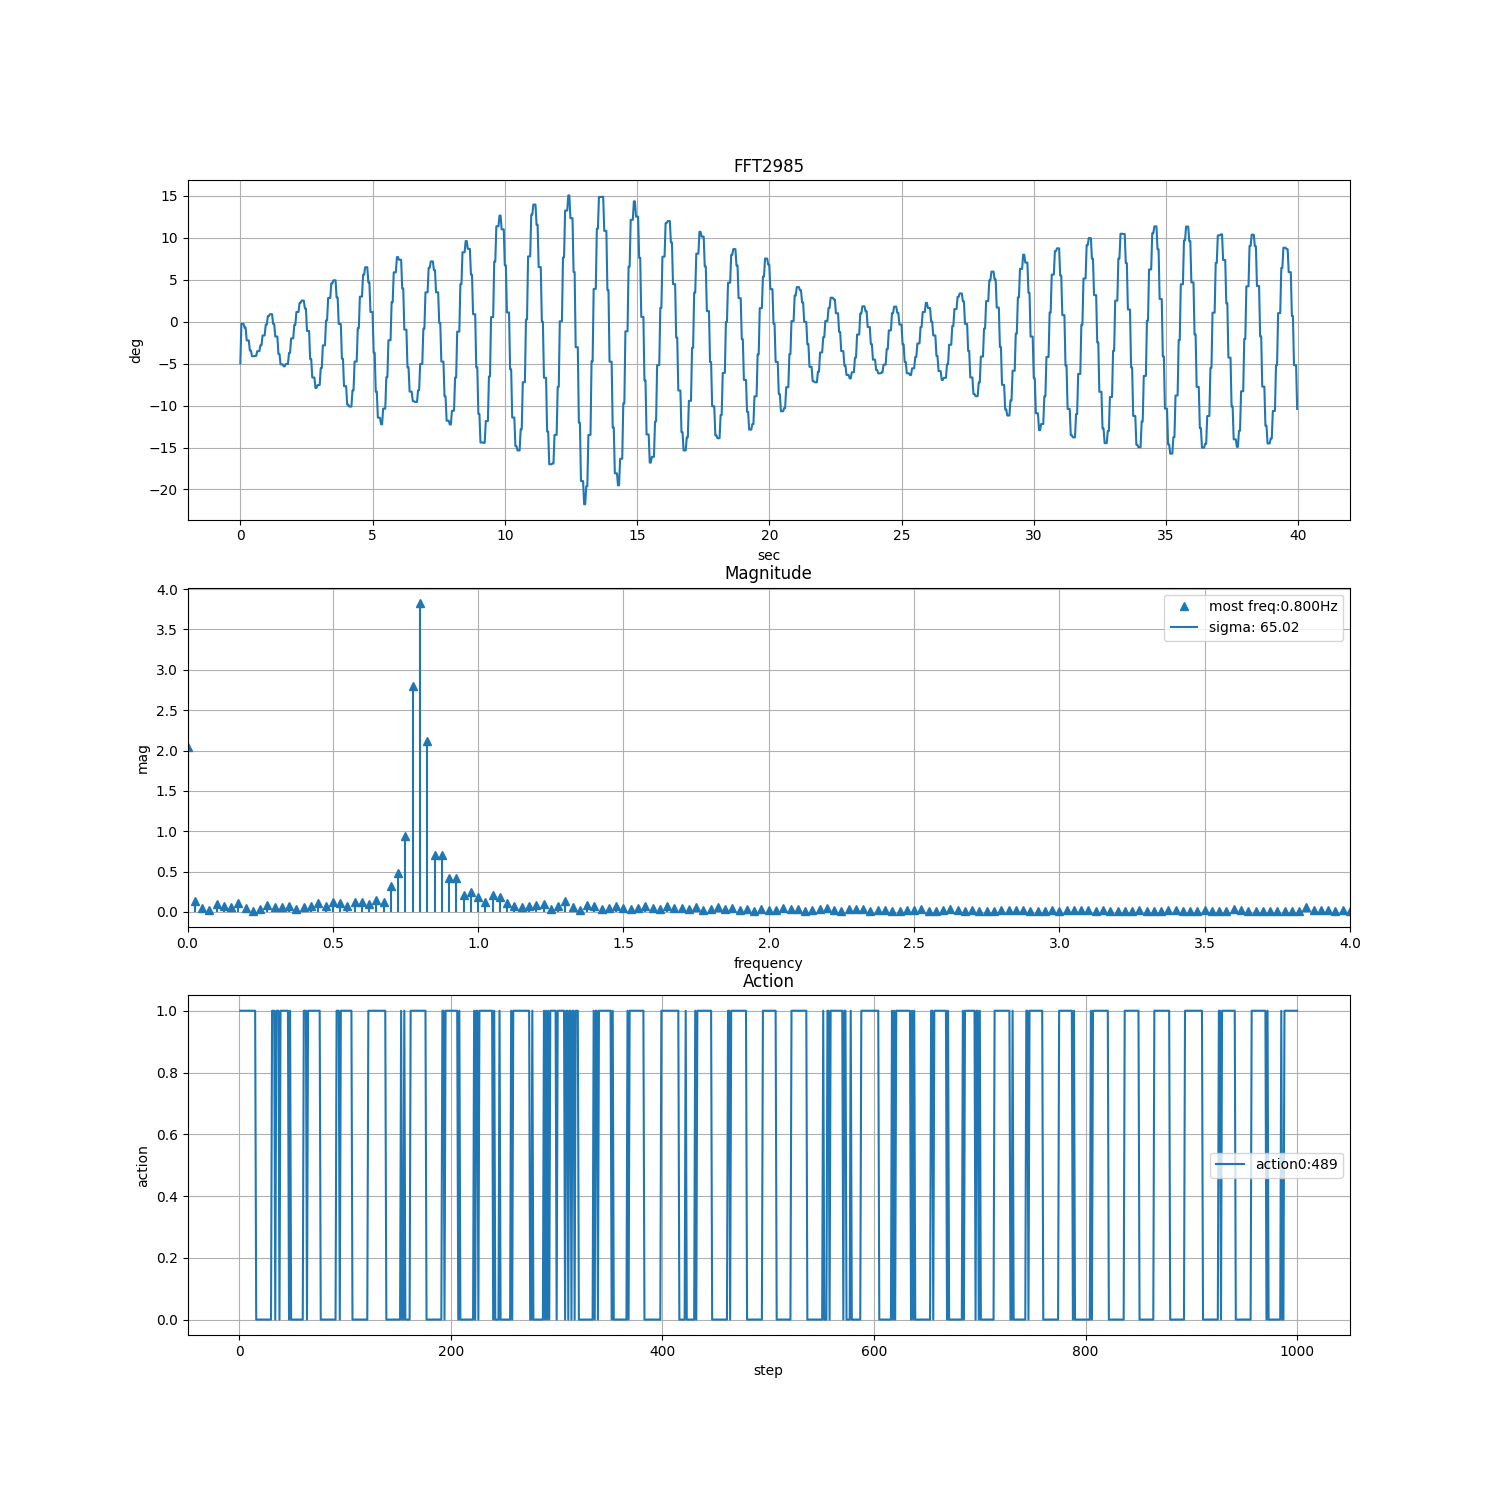 FFT2985
15
10
5
0
−5
−10
−15
−20
deg
0 5 10 15 20 25 30 35 40
sec
Magnitude
4.0
3.5
3.0
2.5
2.0
1.5
1.0
0.5
0.0
mag
most freq:0.800Hz
sigma: 65.02
0.0 0.5 1.0 1.5 2.0 2.5 3.0 3.5 4.0
frequency
Action
1.0
0.8
0.6
0.4
0.2
0.0
action
action0:489
0 200 400 600 800 1000
step